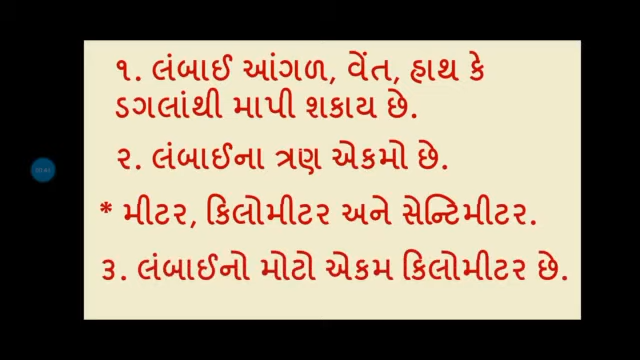 ૧. લંબાઈ આંગળ, વેંત, હાથ કે
ડગલાંથી માપી શકાય છે.
૨. લંબાઈના ત્રણ એકમો છે.
* મીટર, કિલોમીટર અને સેન્ટિમીટર.
૩. લંબાઈનો મોટો એકમ કિલોમીટર છે.